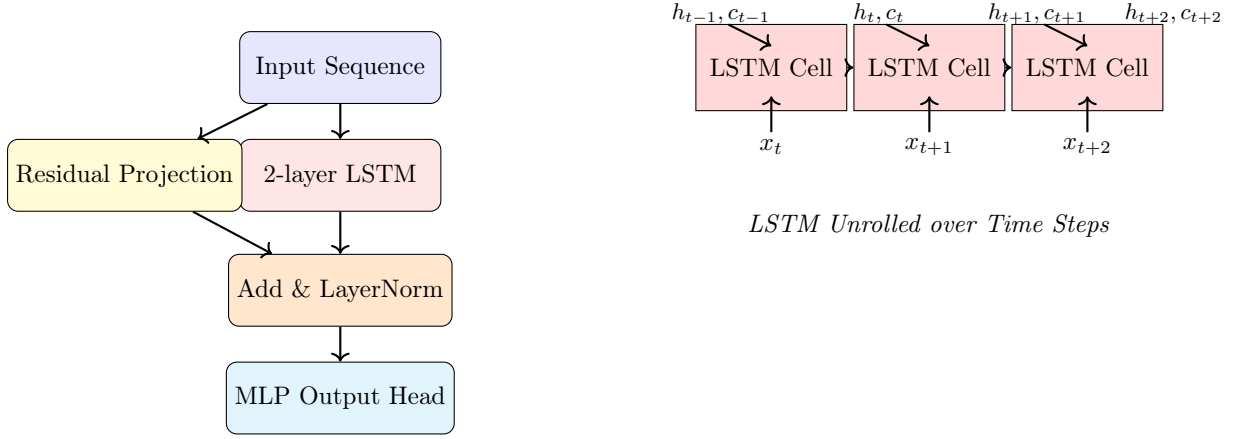 Input Sequence
Residual Projection
2-layer LSTM
Add & LayerNorm
MLP Output Head
h_{t−1}, c_{t−1}
h_t, c_t
h_{t+1}, c_{t+1}
h_{t+2}, c_{t+2}
LSTM Cell
LSTM Cell
LSTM Cell
x_t
x_{t+1}
x_{t+2}
LSTM Unrolled over Time Steps